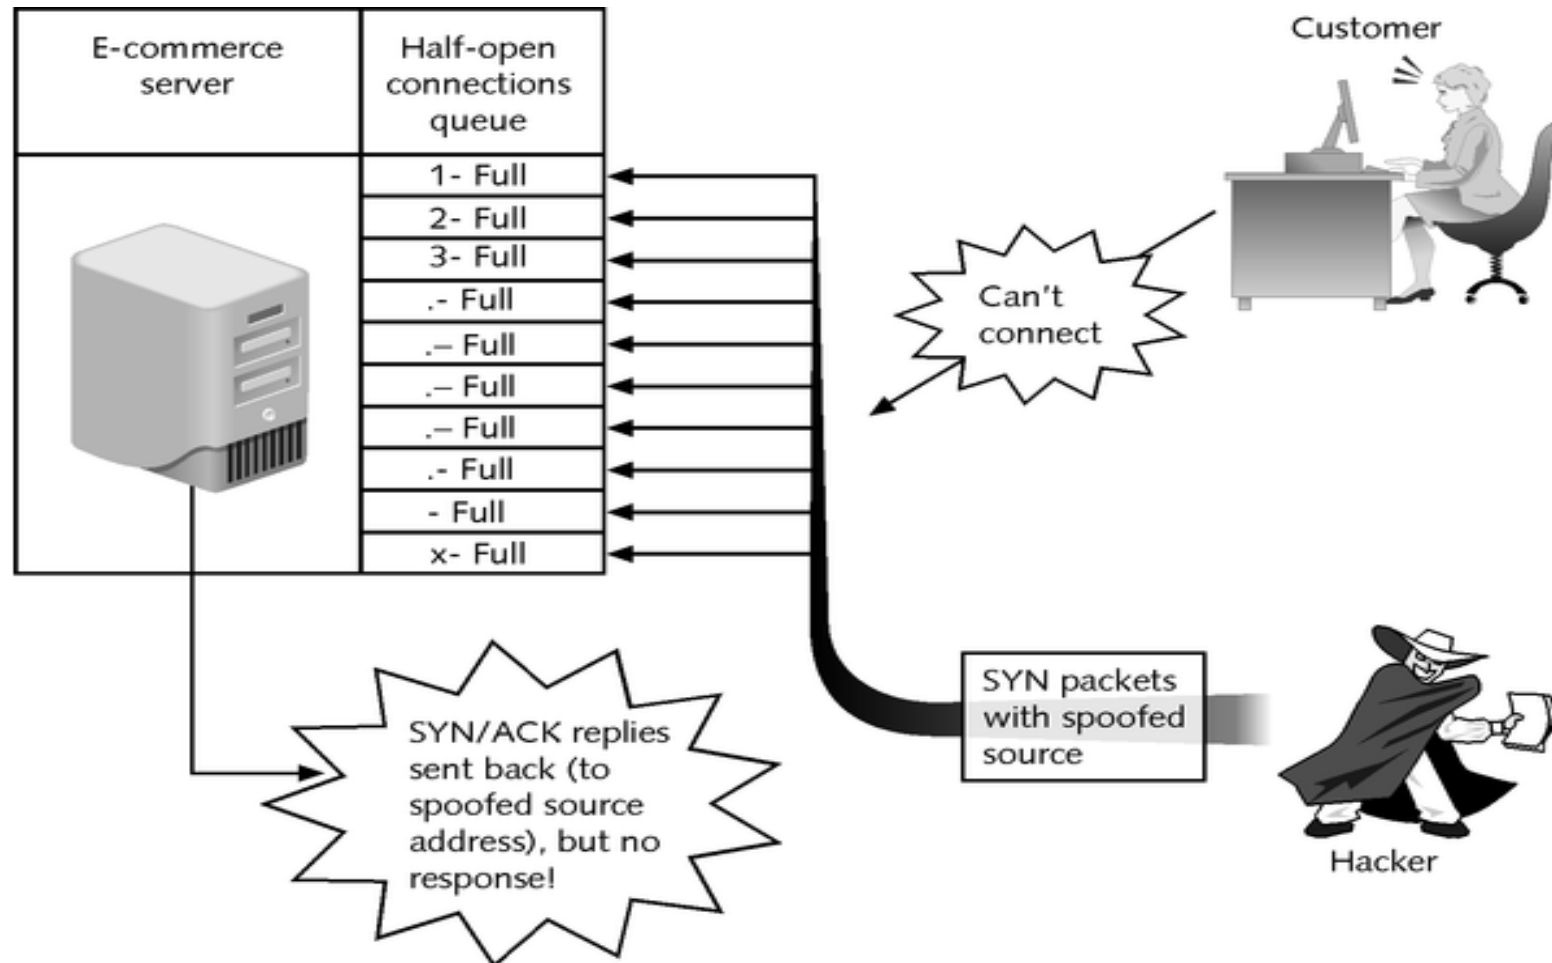 E-commerce
server
Half-open
connections
queue
1- Full
2- Full
3- Full
.- Full
.– Full
.– Full
.– Full
.- Full
- Full
x- Full
Customer
Can't
connect
SYN packets
with spoofed
source
Hacker
SYN/ACK replies
sent back (to
spoofed source
address), but no
response!